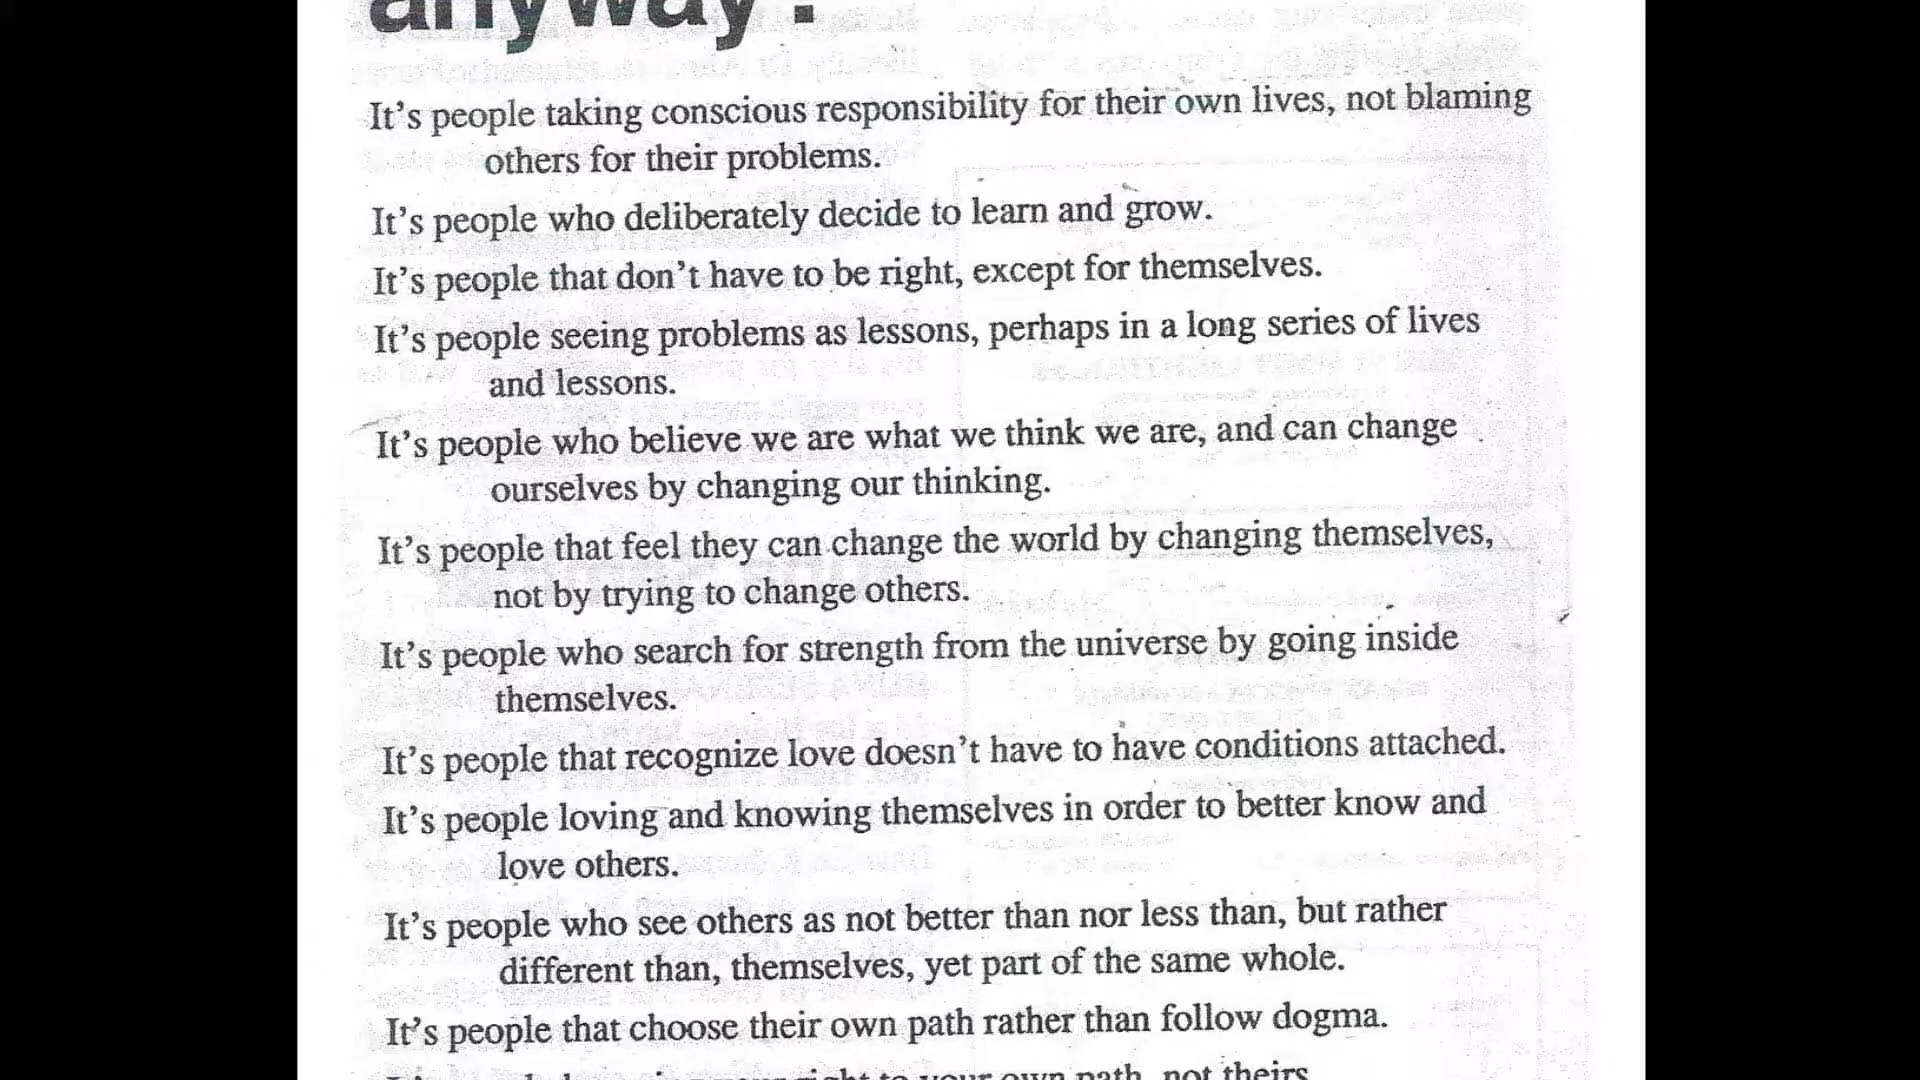 anyway?
It's people taking conscious responsibility for their own lives, not blaming
others for their problems.
It's people who deliberately decide to learn and grow.
It's people that don't have to be right, except for themselves.
It's people seeing problems as lessons, perhaps in a long series of lives
and lessons.
It's people who believe we are what we think we are, and can change
ourselves by changing our thinking.
It's people that feel they can change the world by changing themselves,
not by trying to change others.
It's people who search for strength from the universe by going inside
themselves.
It's people that recognize love doesn't have to have conditions attached.
It's people loving and knowing themselves in order to better know and
love others.
It's people who see others as not better than nor less than, but rather
different than, themselves, yet part of the same whole.
It's people that choose their own path rather than follow dogma.
right to your own path, not theirs